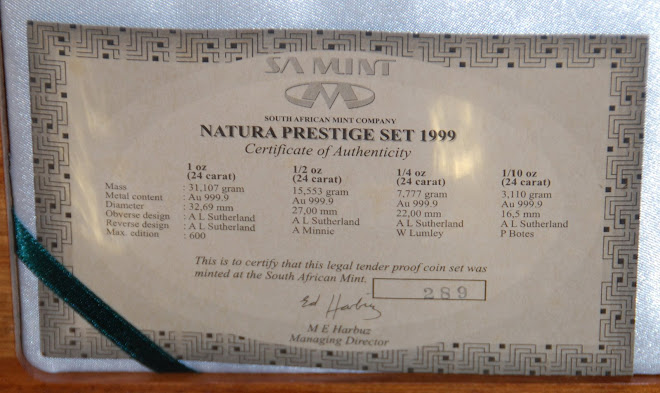 SA MINT
SOUTH AFRICAN MINT COMPANY
NATURA PRESTIGE SET 1999
Certificate of Authenticity
1 oz 1/2 oz 1/4 oz 1/10 oz
(24 carat) (24 carat) (24 carat) (24 carat)
Mass : 31,107 gram 15,553 gram 7,777 gram 3,110 gram
Metal content : Au 999.9 Au 999.9 Au 999.9 Au 999.9
Diameter : 32,69 mm 27,00 mm 22,00 mm 16,5 mm
Obverse design : A L Sutherland A L Sutherland A L Sutherland A L Sutherland
Reverse design : A L Sutherland A Minnie W Lumley P Botes
Max. edition : 600
This is to certify that this legal tender proof coin set was
minted at the South African Mint.
289
Ed Harbuz
M E Harbuz
Managing Director